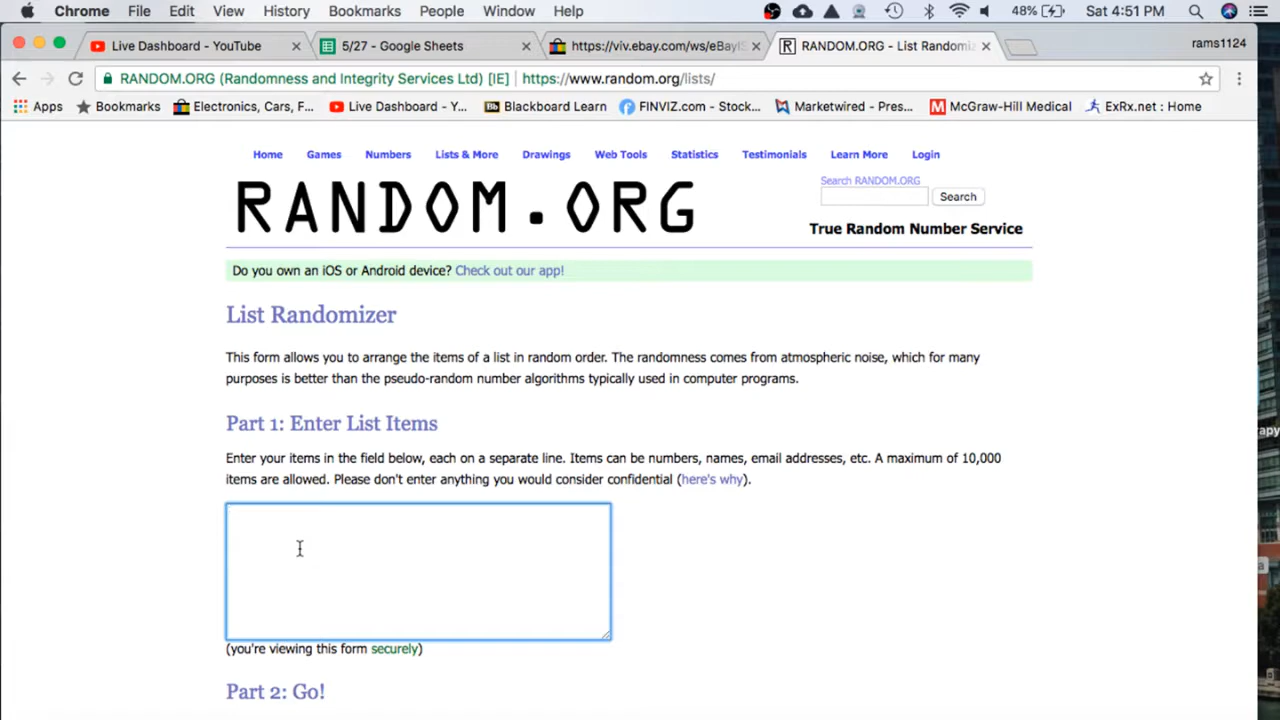 Chrome File Edit View History Bookmarks People Window Help 48% Sat 4:51 PM
Live Dashboard - YouTube 5/27 - Google Sheets https://viv.ebay.com/ws/eBayIS RANDOM.ORG - List Randomiz rams1124
RANDOM.ORG (Randomness and Integrity Services Ltd) [IE] https://www.random.org/lists/
Apps Bookmarks Electronics, Cars, F... Live Dashboard - Y... Bb Blackboard Learn FINVIZ.com - Stock... Marketwired - Pres... M McGraw-Hill Medical ExRx.net : Home
Home Games Numbers Lists & More Drawings Web Tools Statistics Testimonials Learn More Login
Search RANDOM.ORG
RANDOM.ORG
Search
True Random Number Service
Do you own an iOS or Android device? Check out our app!
List Randomizer
This form allows you to arrange the items of a list in random order. The randomness comes from atmospheric noise, which for many
purposes is better than the pseudo-random number algorithms typically used in computer programs.
Part 1: Enter List Items
Enter your items in the field below, each on a separate line. Items can be numbers, names, email addresses, etc. A maximum of 10,000
items are allowed. Please don't enter anything you would consider confidential (here's why).
(you're viewing this form securely)
Part 2: Go!
apy